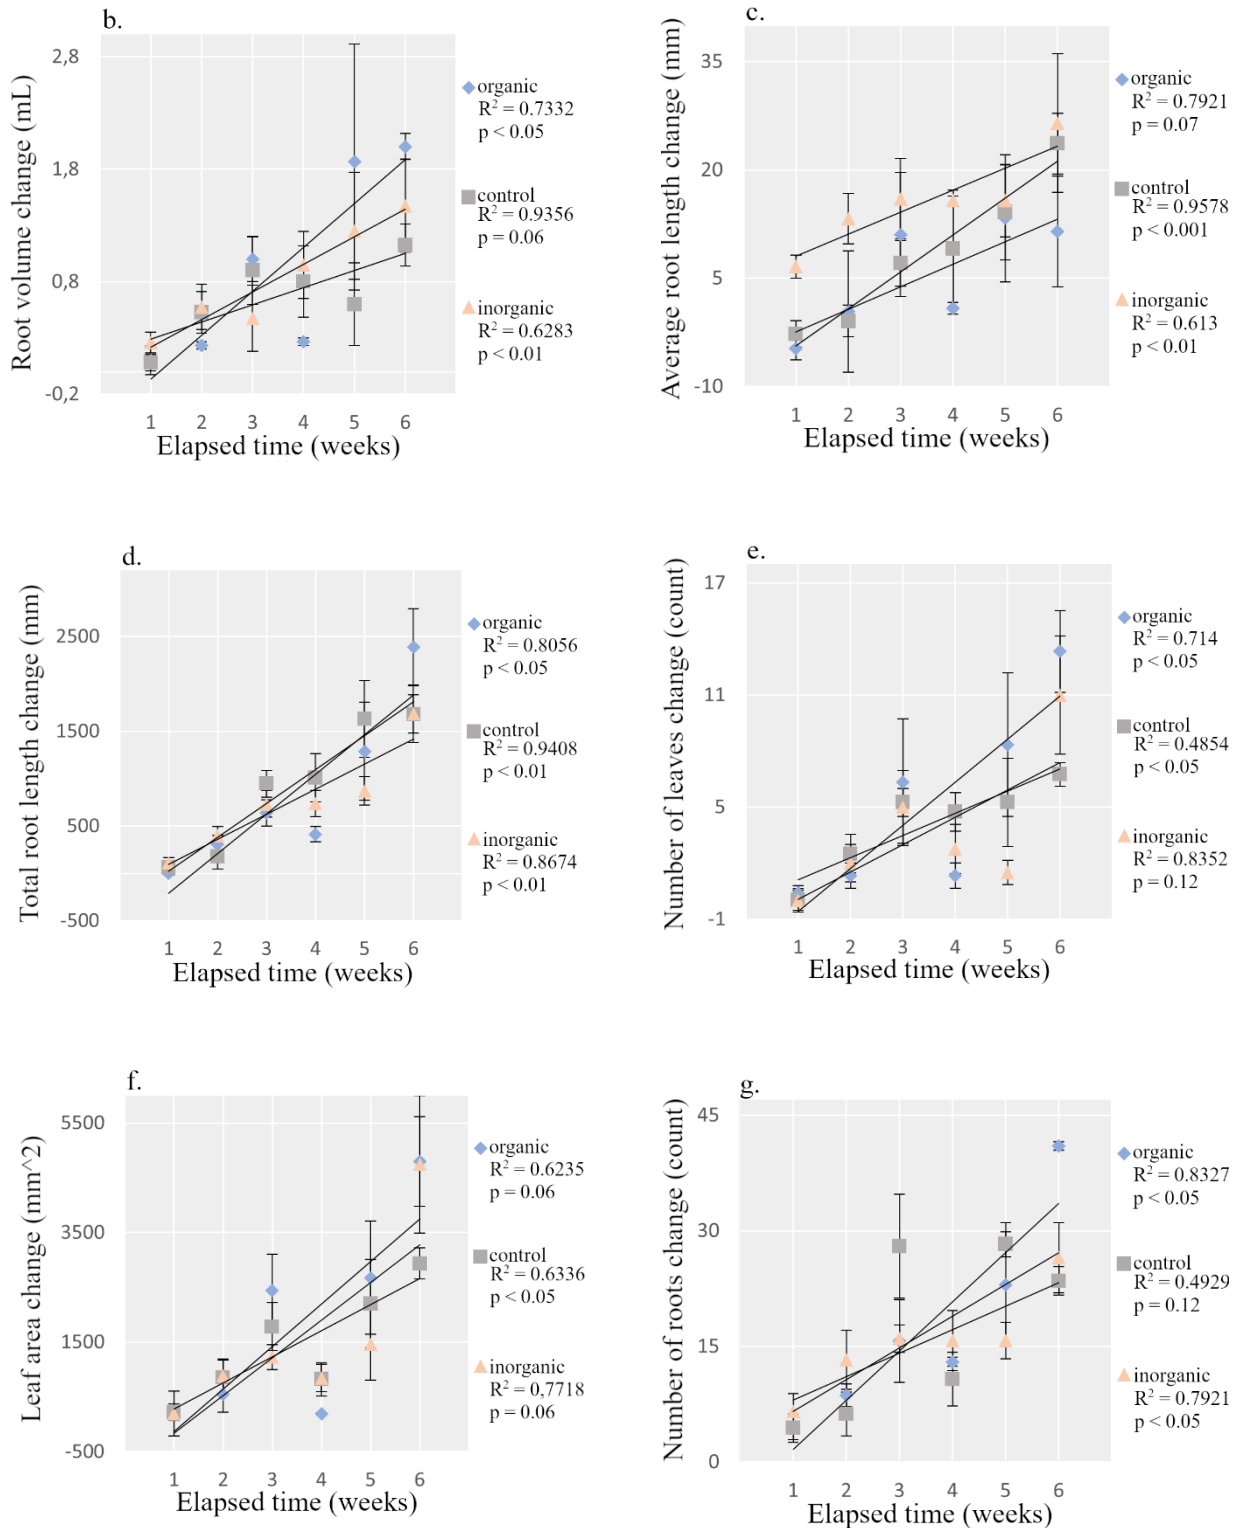 b.
Root volume change (mL)
2,8
1,8
0,8
-0,2
1 2 3 4 5 6
Elapsed time (weeks)
organic
R² = 0.7332
p < 0.05
control
R² = 0.9356
p = 0.06
inorganic
R² = 0.6283
p < 0.01
c.
Average root length change (mm)
35
20
5
-10
1 2 3 4 5 6
Elapsed time (weeks)
organic
R² = 0.7921
p = 0.07
control
R² = 0.9578
p < 0.001
inorganic
R² = 0.613
p < 0.01
d.
Total root length change (mm)
2500
1500
500
-500
1 2 3 4 5 6
Elapsed time (weeks)
organic
R² = 0.8056
p < 0.05
control
R² = 0.9408
p < 0.01
inorganic
R² = 0.8674
p < 0.01
e.
Number of leaves change (count)
17
11
5
-1
1 2 3 4 5 6
Elapsed time (weeks)
organic
R² = 0.714
p < 0.05
control
R² = 0.4854
p < 0.05
inorganic
R² = 0.8352
p = 0.12
f.
Leaf area change (mm^2)
5500
3500
1500
-500
1 2 3 4 5 6
Elapsed time (weeks)
organic
R² = 0.6235
p = 0.06
control
R² = 0.6336
p < 0.05
inorganic
R² = 0,7718
p = 0.06
g.
Number of roots change (count)
45
30
15
0
1 2 3 4 5 6
Elapsed time (weeks)
organic
R² = 0.8327
p < 0.05
control
R² = 0.4929
p = 0.12
inorganic
R² = 0.7921
p < 0.05